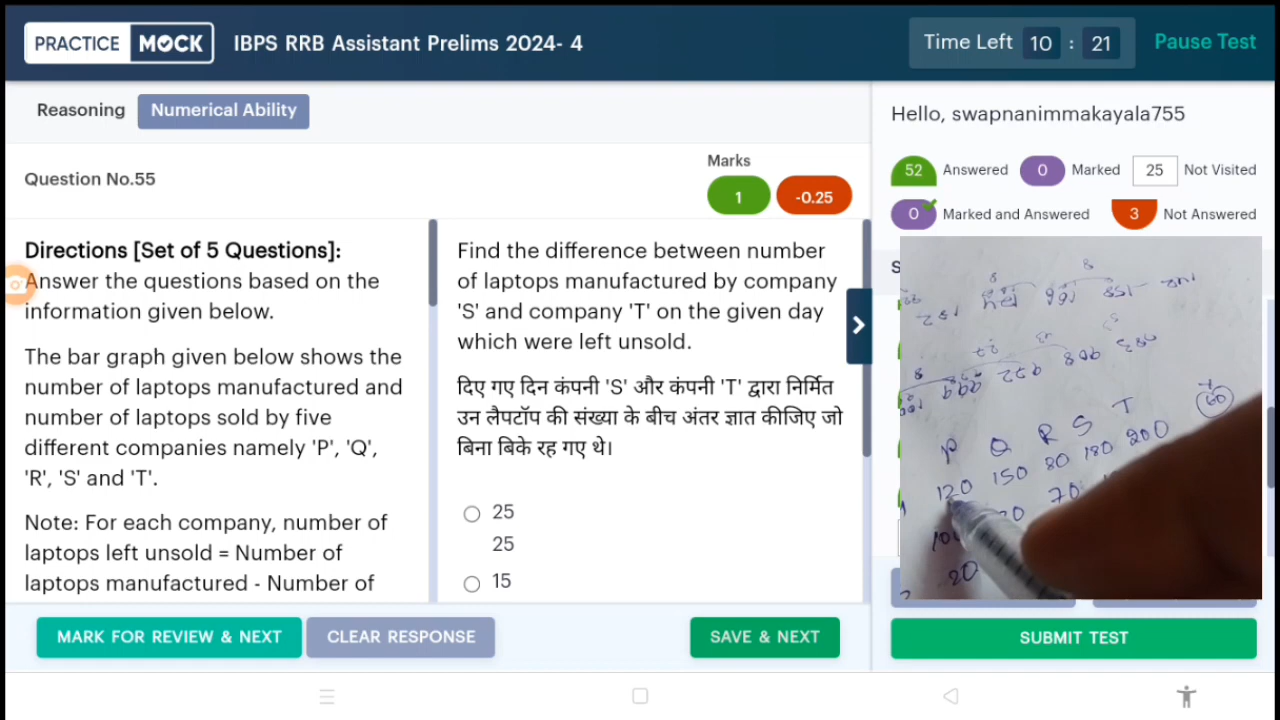 PRACTICE MOCK
IBPS RRB Assistant Prelims 2024- 4
Time Left 10 : 21
Pause Test
Reasoning
Numerical Ability
Hello, swapnanimmakayala755
Question No.55
Marks
1
-0.25
52 Answered
0 Marked
25 Not Visited
0 Marked and Answered
3 Not Answered
Directions [Set of 5 Questions]:
Answer the questions based on the
information given below.
The bar graph given below shows the
number of laptops manufactured and
number of laptops sold by five
different companies namely 'P', 'Q',
'R', 'S' and 'T'.
Note: For each company, number of
laptops left unsold = Number of
laptops manufactured - Number of
Find the difference between number
of laptops manufactured by company
'S' and company 'T' on the given day
which were left unsold.
दिए गए दिन कंपनी 'S' और कंपनी 'T' द्वारा निर्मित
उन लैपटॉप की संख्या के बीच अंतर ज्ञात कीजिए जो
बिना बिके रह गए थे।
25
25
15
P Q R S T
120 150 80 180 200
70
20
MARK FOR REVIEW & NEXT
CLEAR RESPONSE
SAVE & NEXT
SUBMIT TEST